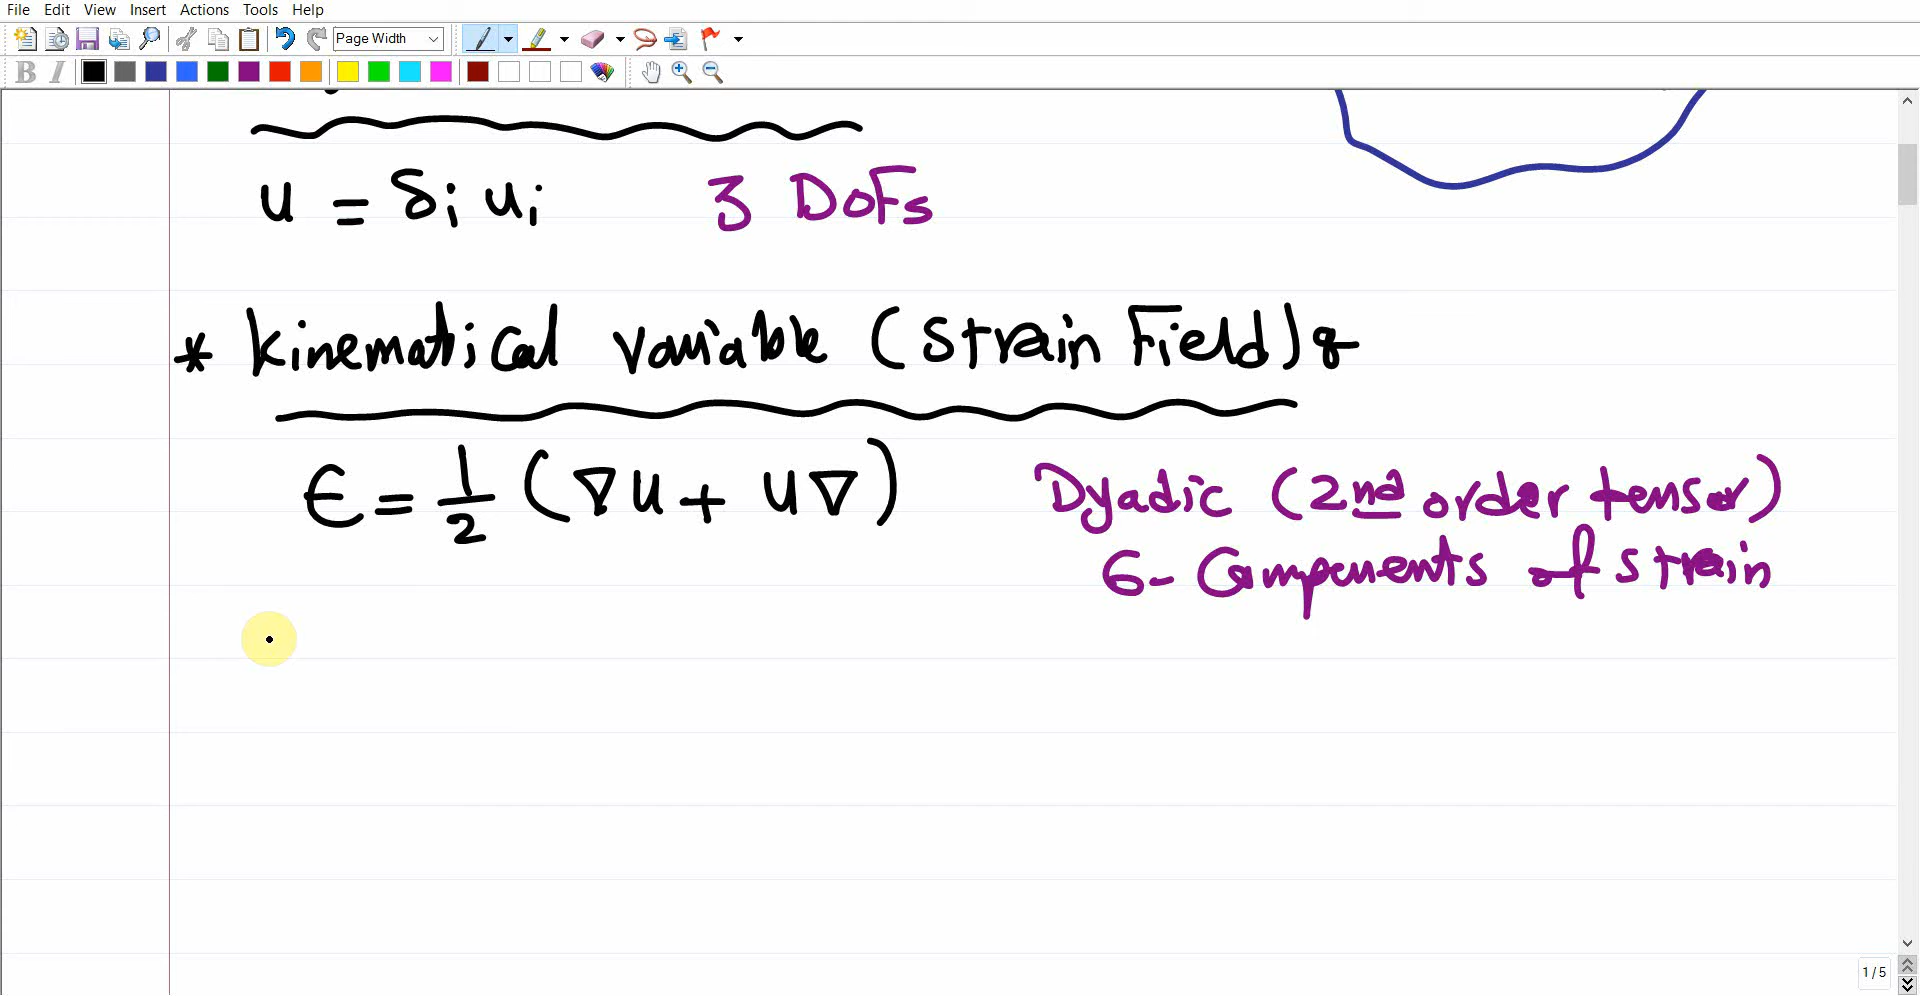 File Edit View Insert Actions Tools Help
Page Width
B I
u = δi ui 3 DoFs
* Kinematical variable (Strain Field) :-
ϵ = 1/2 (∇u + u∇) Dyadic (2nd order tensor)
6- Components of strain
1 / 5